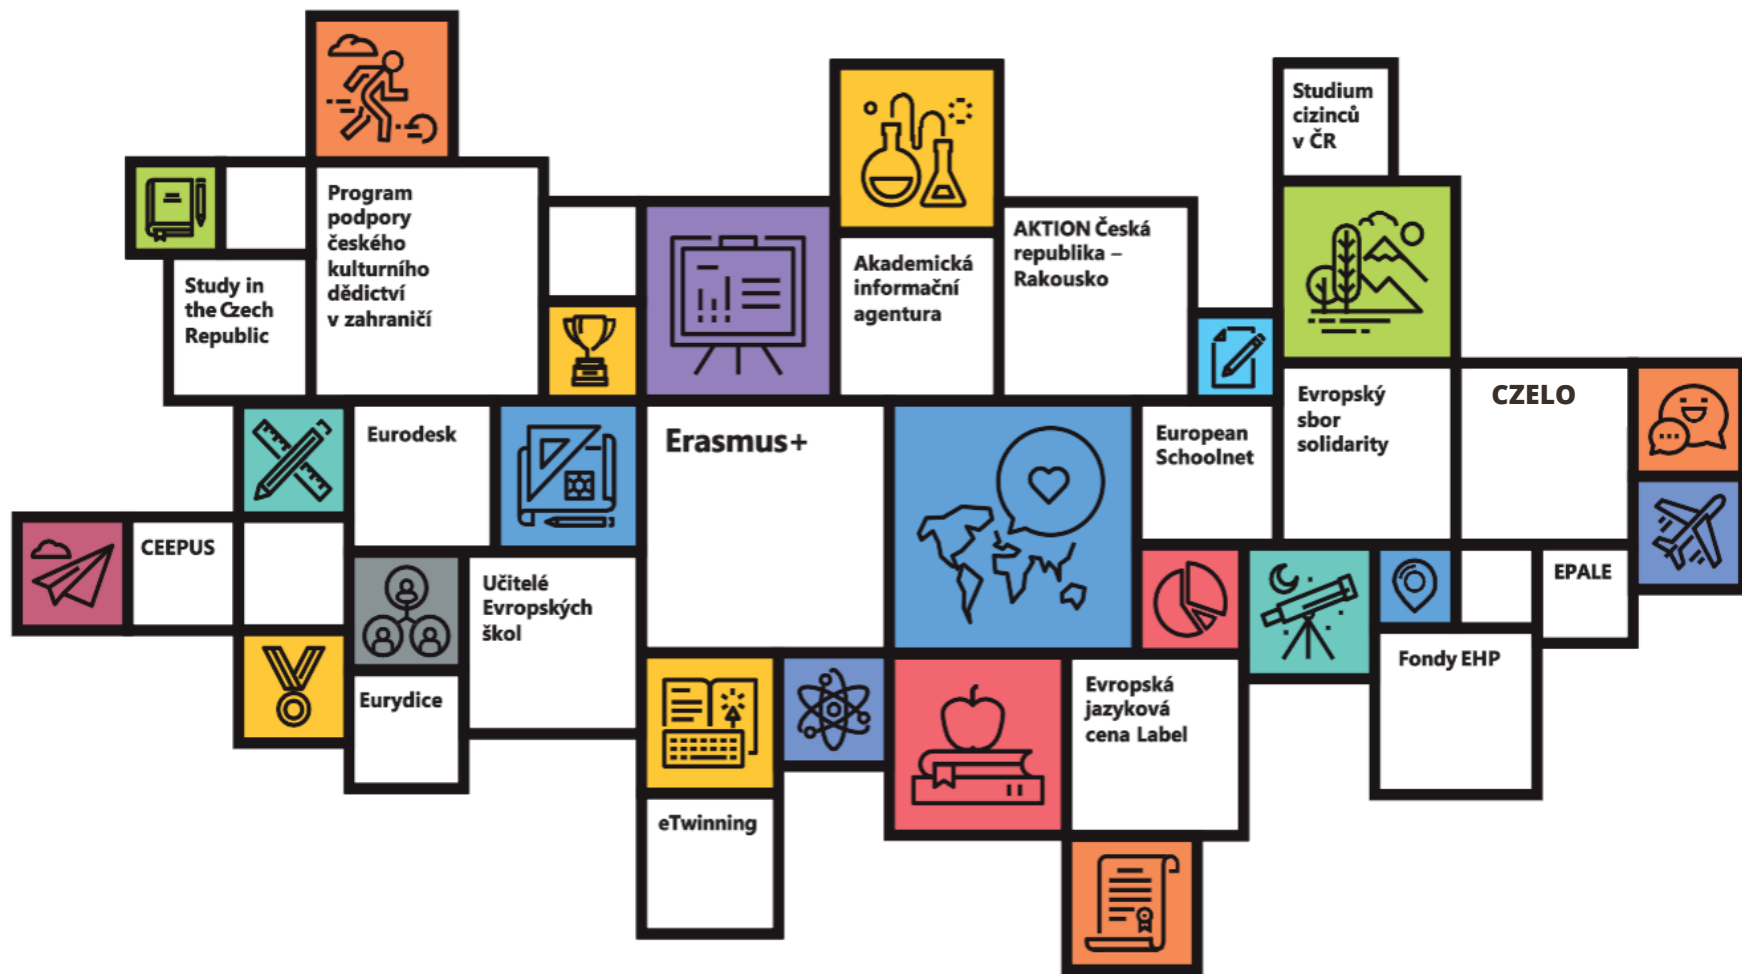 Studium
cizinců
v ČR
Program
podpory
českého
kulturního
dědictví
v zahraničí
AKTION Česká
republika –
Rakousko
Akademická
informační
agentura
Study in
the Czech
Republic
Evropský
sbor
solidarity
CZELO
Eurodesk
Erasmus+
European
Schoolnet
CEEPUS
EPALE
Učitelé
Evropských
škol
Fondy EHP
Eurydice
Evropská
jazyková
cena Label
eTwinning